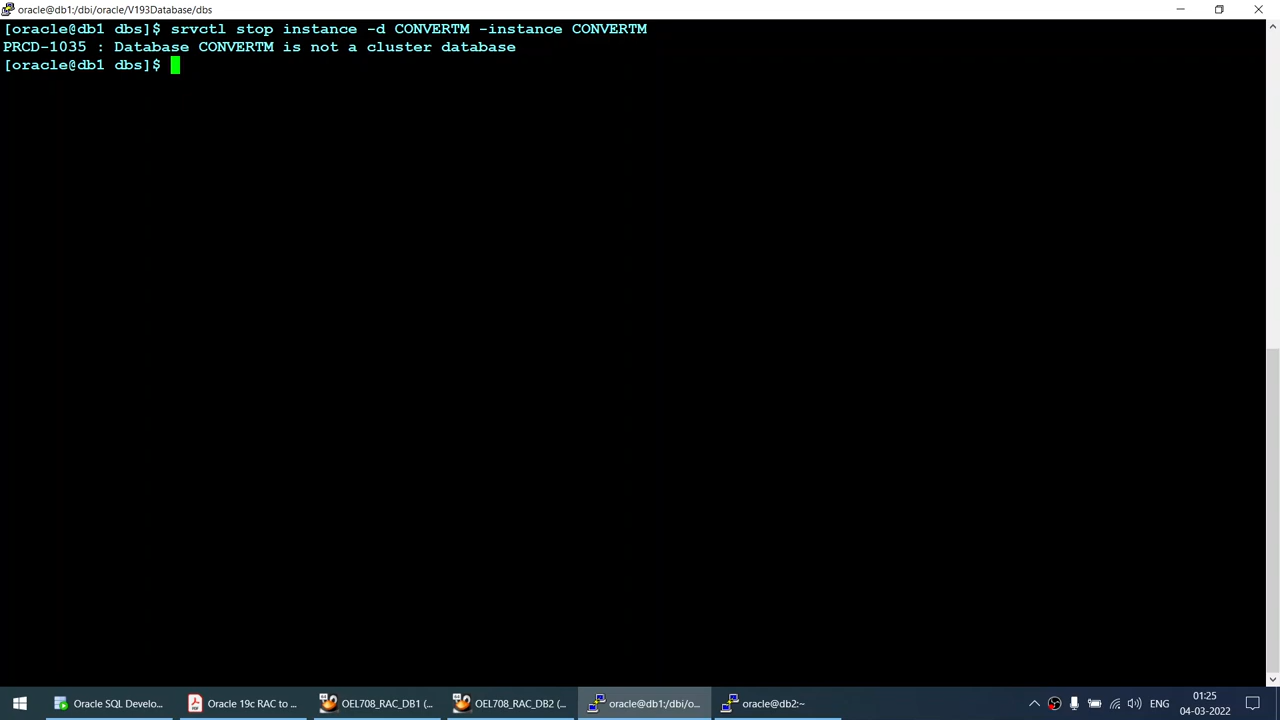 oracle@db1:/dbi/oracle/V193Database/dbs
[oracle@db1 dbs]$ srvctl stop instance -d CONVERTM -instance CONVERTM
PRCD-1035 : Database CONVERTM is not a cluster database
[oracle@db1 dbs]$
Oracle SQL Develo...
Oracle 19c RAC to ...
OEL708_RAC_DB1 (...
OEL708_RAC_DB2 (...
oracle@db1:/dbi/o...
oracle@db2:~
ENG
01:25
04-03-2022